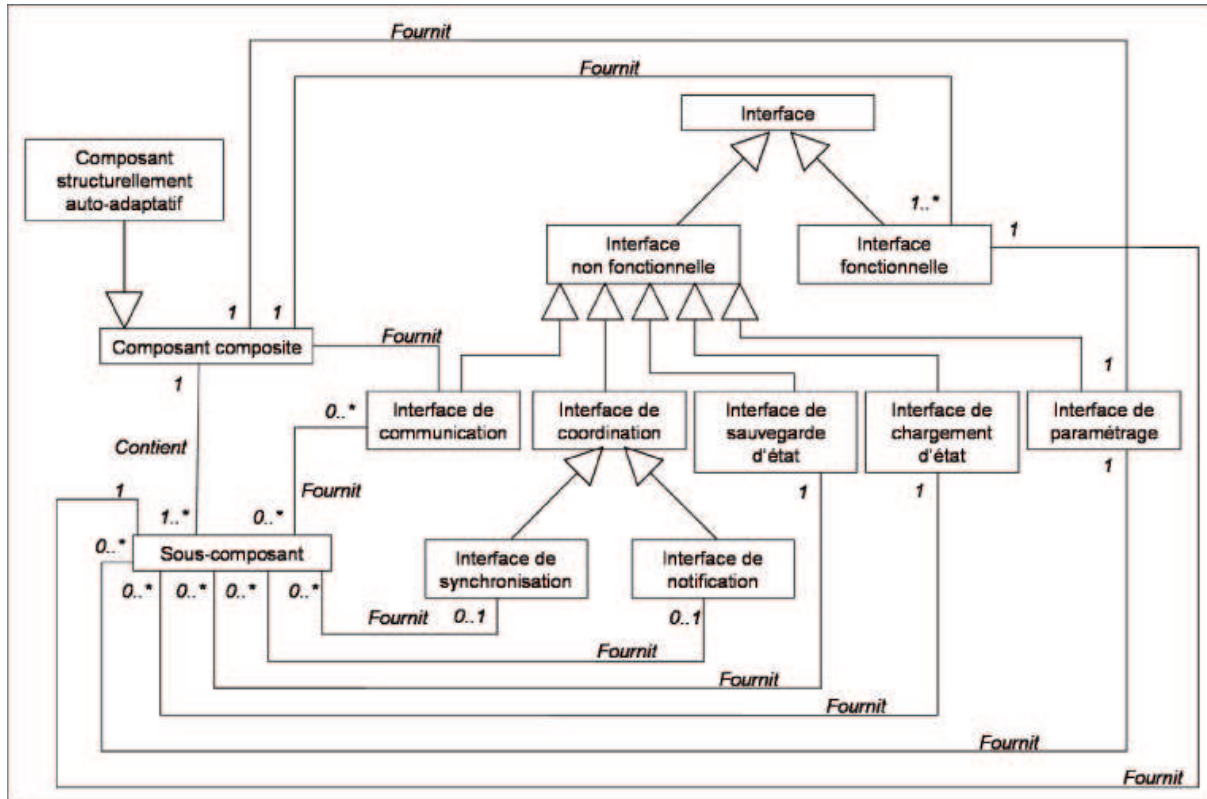 Fournit
Fournit
Interface
Composant
structurellement
auto-adaptatif
1..*
1
Interface
non fonctionnelle
Interface
fonctionnelle
1
1
Fournit
Composant composite
1
1
0..*
Interface de
communication
Interface de
coordination
Interface de
sauvegarde
d'état
Interface de
chargement
d'état
Interface de
paramétrage
Contient
1
1
1
Fournit
1
1..*
0..*
0..*
Sous-composant
Interface de
synchronisation
Interface de
notification
0..*
0..*
0..*
0..*
Fournit
0..1
0..1
Fournit
Fournit
Fournit
Fournit
Fournit